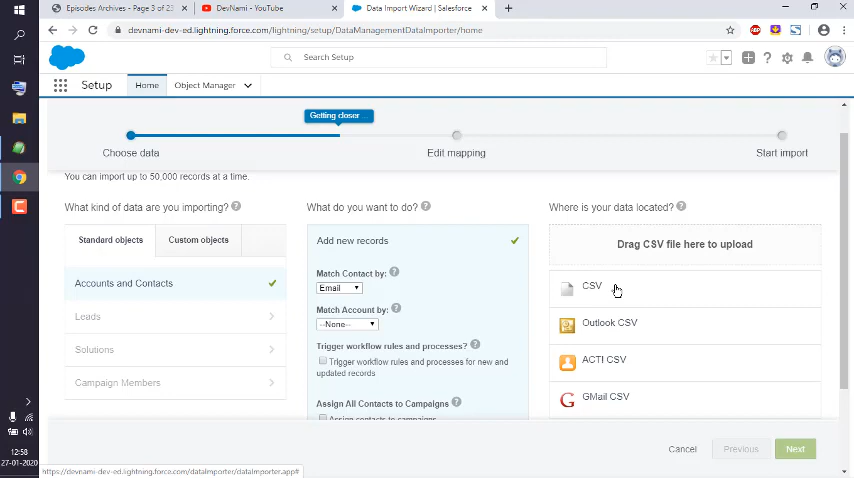 Episodes Archives - Page 3 of 23
DevNami - YouTube
Data Import Wizard | Salesforce
devnami-dev-ed.lightning.force.com/lightning/setup/DataManagementDataImporter/home
Search Setup
Setup
Home
Object Manager
Getting closer ...
Choose data
Edit mapping
Start import
You can import up to 50,000 records at a time.
What kind of data are you importing? ?
What do you want to do? ?
Where is your data located? ?
Standard objects
Custom objects
Accounts and Contacts
Leads
Solutions
Campaign Members
Add new records
Match Contact by: ?
Email
Match Account by: ?
--None--
Trigger workflow rules and processes? ?
Trigger workflow rules and processes for new and
updated records
Assign All Contacts to Campaigns ?
Assign contacts to campaigns
Drag CSV file here to upload
CSV
Outlook CSV
ACT! CSV
GMail CSV
Cancel
Previous
Next
12:58
27-01-2020
https://devnami-dev-ed.lightning.force.com/dataImporter/dataImporter.app#